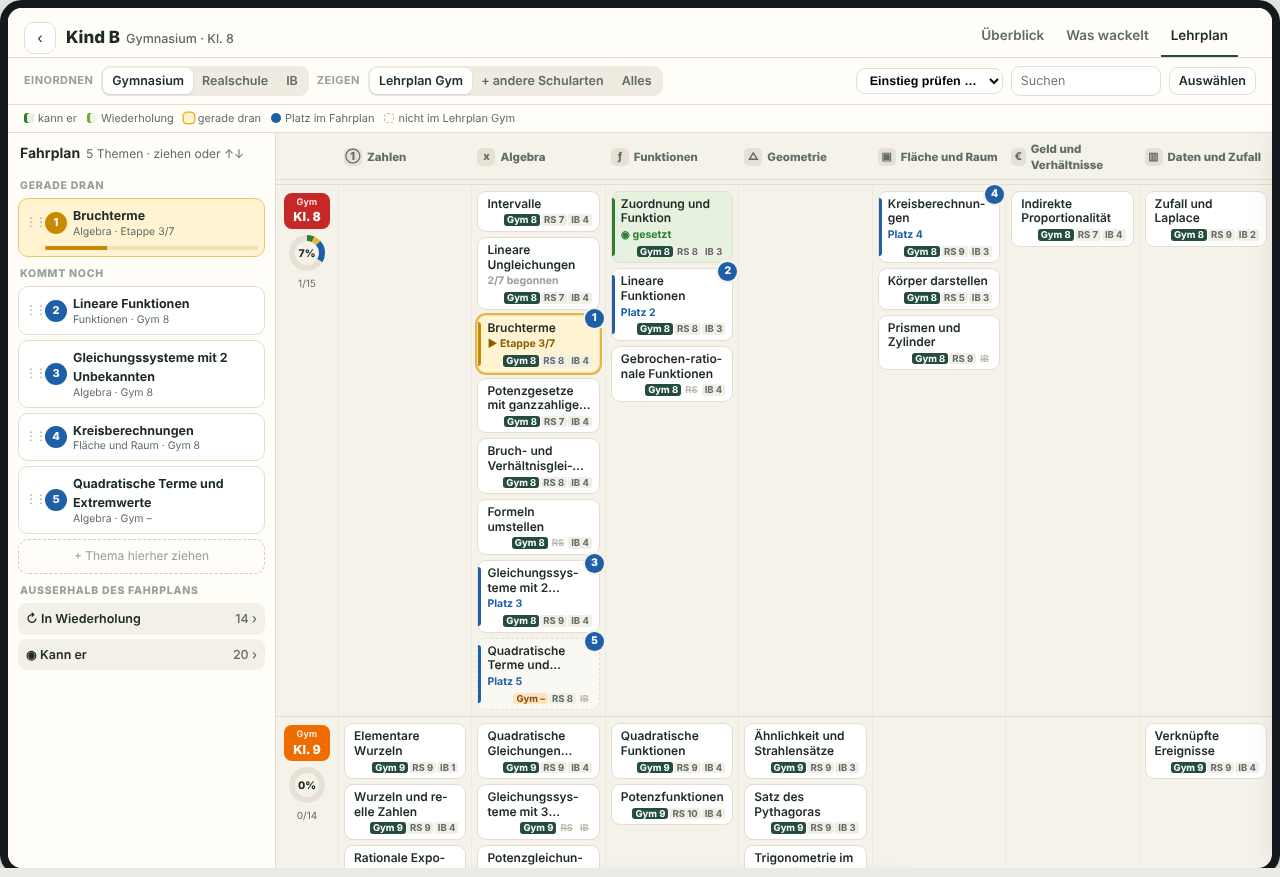 ‹ Kind B Gymnasium · Kl. 8
Überblick Was wackelt Lehrplan
EINORDNEN Gymnasium Realschule IB ZEIGEN Lehrplan Gym + andere Schularten Alles Einstieg prüfen ... Suchen Auswählen
kann er Wiederholung gerade dran Platz im Fahrplan nicht im Lehrplan Gym
Fahrplan 5 Themen · ziehen oder ↑↓
GERADE DRAN
1 Bruchterme
Algebra · Etappe 3/7
KOMMT NOCH
2 Lineare Funktionen
Funktionen · Gym 8
3 Gleichungssysteme mit 2
Unbekannten
Algebra · Gym 8
4 Kreisberechnungen
Fläche und Raum · Gym 8
5 Quadratische Terme und
Extremwerte
Algebra · Gym –
+ Thema hierher ziehen
AUSSERHALB DES FAHRPLANS
↻ In Wiederholung 14 ›
◉ Kann er 20 ›
① Zahlen
x Algebra
ƒ Funktionen
△ Geometrie
▣ Fläche und Raum
€ Geld und
Verhältnisse
▥ Daten und Zufall
Gym
Kl. 8
7%
1/15
Intervalle
Gym 8 RS 7 IB 4
Lineare
Ungleichungen
2/7 begonnen
Gym 8 RS 7 IB 4
1
Bruchterme
▶ Etappe 3/7
Gym 8 RS 8 IB 4
Potenzgesetze
mit ganzzahlige...
Gym 8 RS 7 IB 4
Bruch- und
Verhältnisglei-...
Gym 8 RS 8 IB 4
Formeln
umstellen
Gym 8 RS IB 4
3
Gleichungssys-
teme mit 2...
Platz 3
Gym 8 RS 9 IB 4
5
Quadratische
Terme und...
Platz 5
Gym – RS 8 IB
Zuordnung und
Funktion
◉ gesetzt
Gym 8 RS 8 IB 3
2
Lineare
Funktionen
Platz 2
Gym 8 RS 8 IB 3
Gebrochen-ratio-
nale Funktionen
Gym 8 RS IB 4
4
Kreisberechnun-
gen
Platz 4
Gym 8 RS 9 IB 3
Körper darstellen
Gym 8 RS 5 IB 3
Prismen und
Zylinder
Gym 8 RS 9 IB
Indirekte
Proportionalität
Gym 8 RS 7 IB 4
Zufall und
Laplace
Gym 8 RS 9 IB 2
Gym
Kl. 9
0%
0/14
Elementare
Wurzeln
Gym 9 RS 9 IB 1
Wurzeln und re-
elle Zahlen
Gym 9 RS 9 IB 4
Rationale Expo-
Quadratische
Gleichungen...
Gym 9 RS 9 IB 4
Gleichungssys-
teme mit 3...
Gym 9 RS IB
Potenzgleichun-
Quadratische
Funktionen
Gym 9 RS 9 IB 4
Potenzfunktionen
Gym 9 RS 10 IB 4
Ähnlichkeit und
Strahlensätze
Gym 9 RS 9 IB 3
Satz des
Pythagoras
Gym 9 RS 9 IB 3
Trigonometrie im
Verknüpfte
Ereignisse
Gym 9 RS 9 IB 4